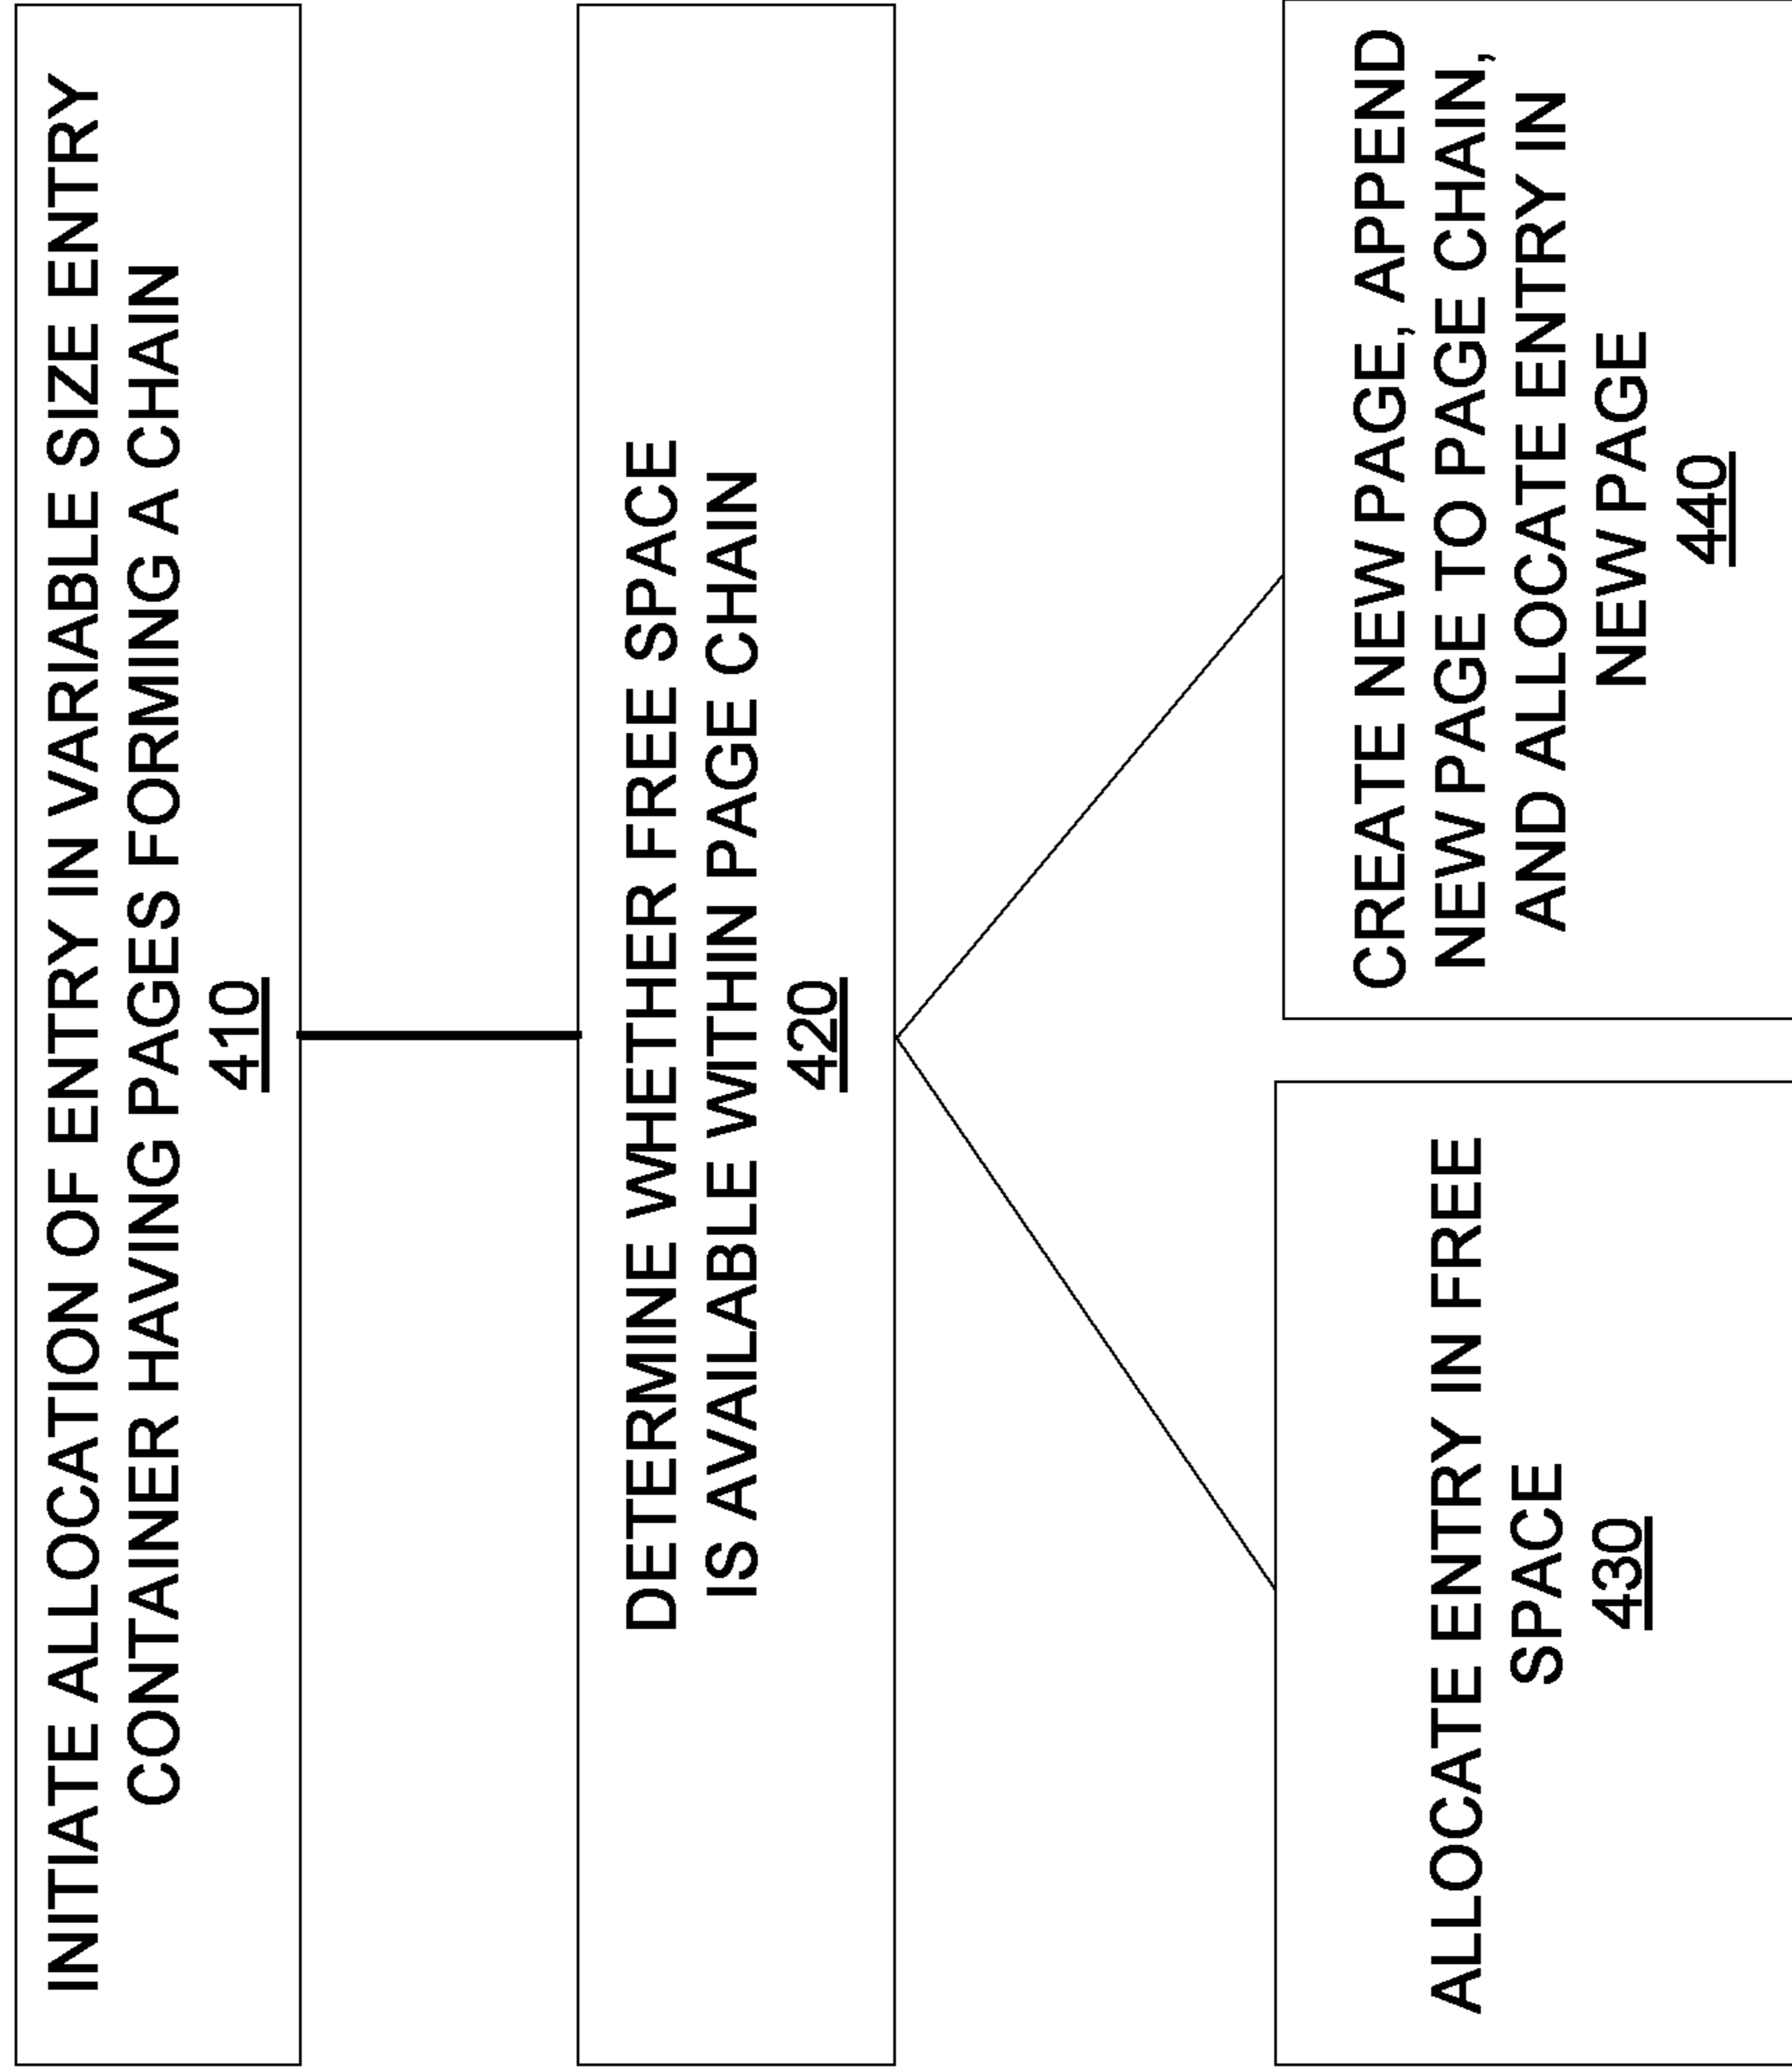 INITIATE ALLOCATION OF ENTRY IN VARIABLE SIZE ENTRY
CONTAINER HAVING PAGES FORMING A CHAIN
410
DETERMINE WHETHER FREE SPACE
IS AVAILABLE WITHIN PAGE CHAIN
420
ALLOCATE ENTRY IN FREE
SPACE
430
CREATE NEW PAGE, APPEND
NEW PAGE TO PAGE CHAIN,
AND ALLOCATE ENTRY IN
NEW PAGE
440